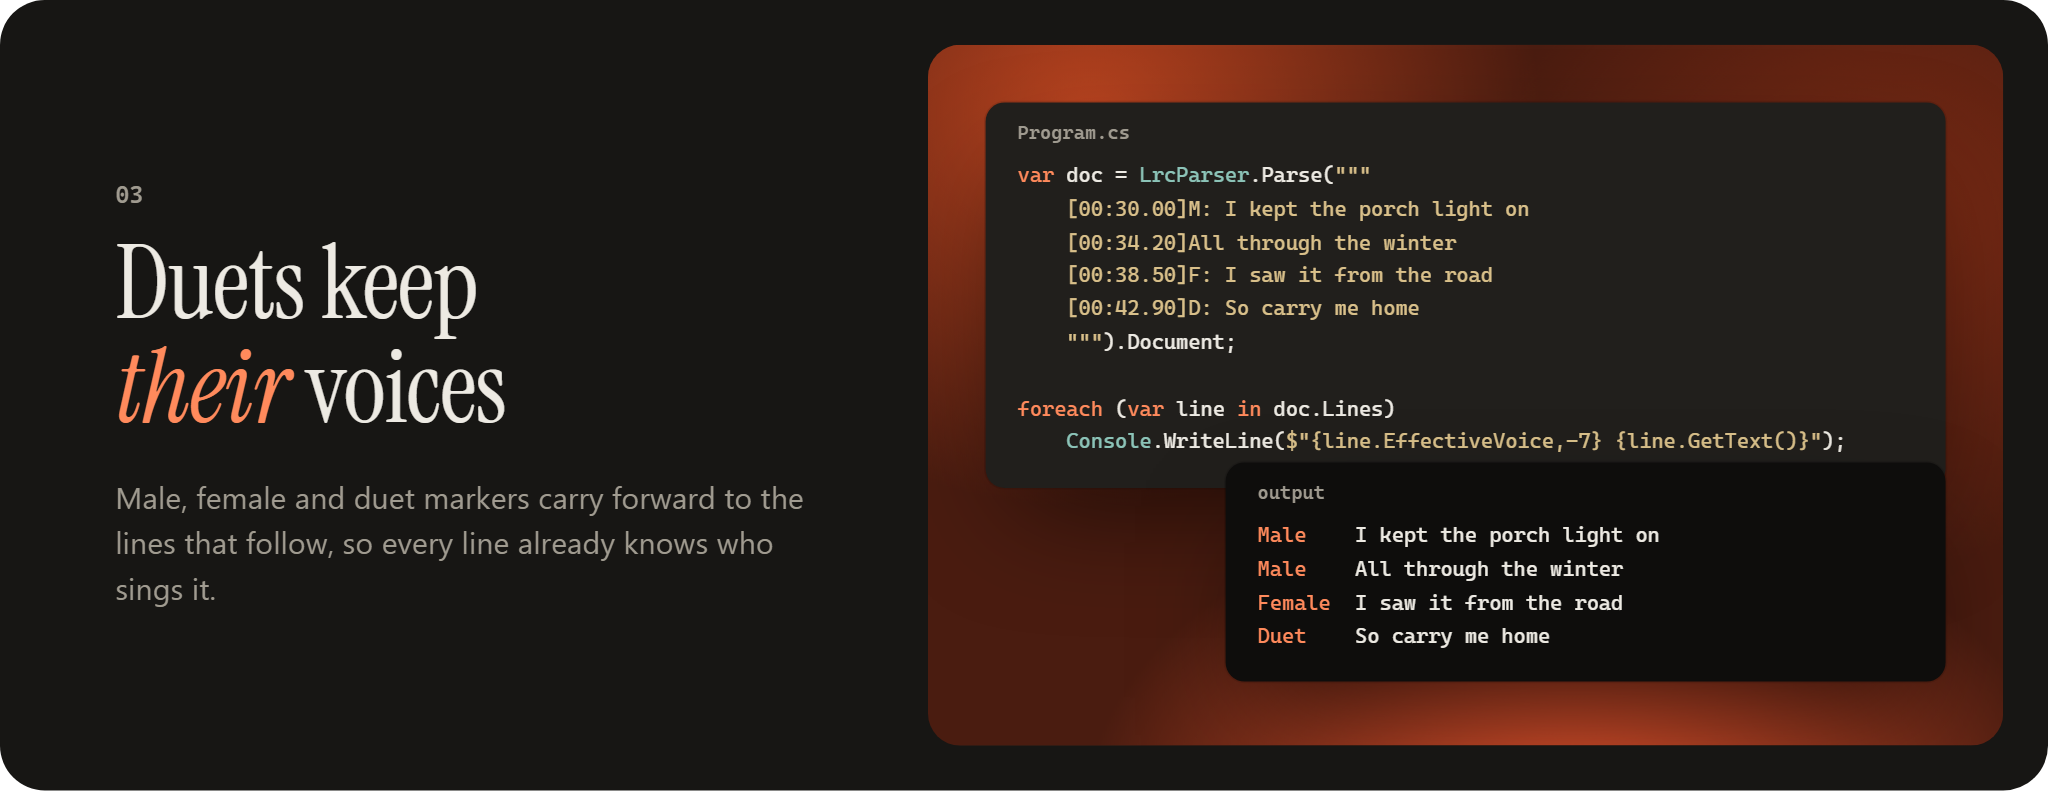 03
Duets keep
their voices
Male, female and duet markers carry forward to the
lines that follow, so every line already knows who
sings it.
Program.cs
var doc = LrcParser.Parse("""
    [00:30.00]M: I kept the porch light on
    [00:34.20]All through the winter
    [00:38.50]F: I saw it from the road
    [00:42.90]D: So carry me home
    """).Document;
foreach (var line in doc.Lines)
    Console.WriteLine($"{line.EffectiveVoice,-7} {line.GetText()}");
output
Male    I kept the porch light on
Male    All through the winter
Female  I saw it from the road
Duet    So carry me home